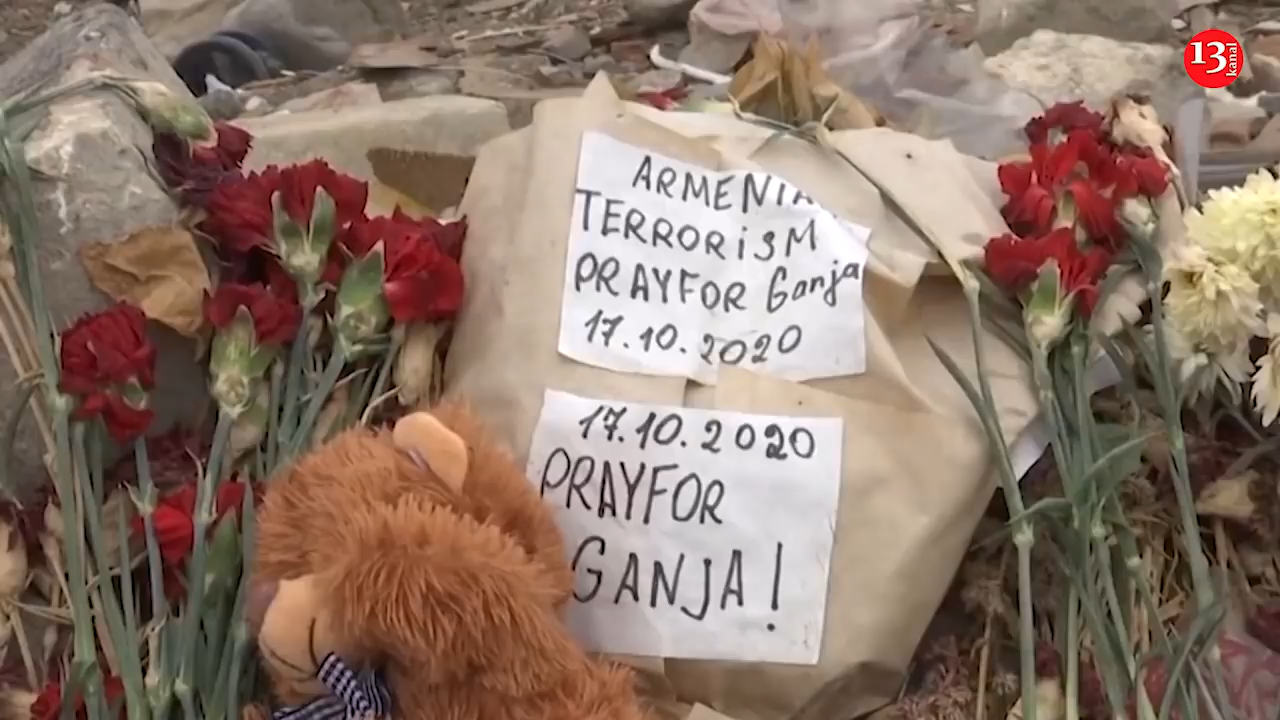 ARMENIA
TERRORiSM
PRAYFOR Ganja
17.10.2020
17.10.2020
PRAYFOR
GANJA!
13
kanal